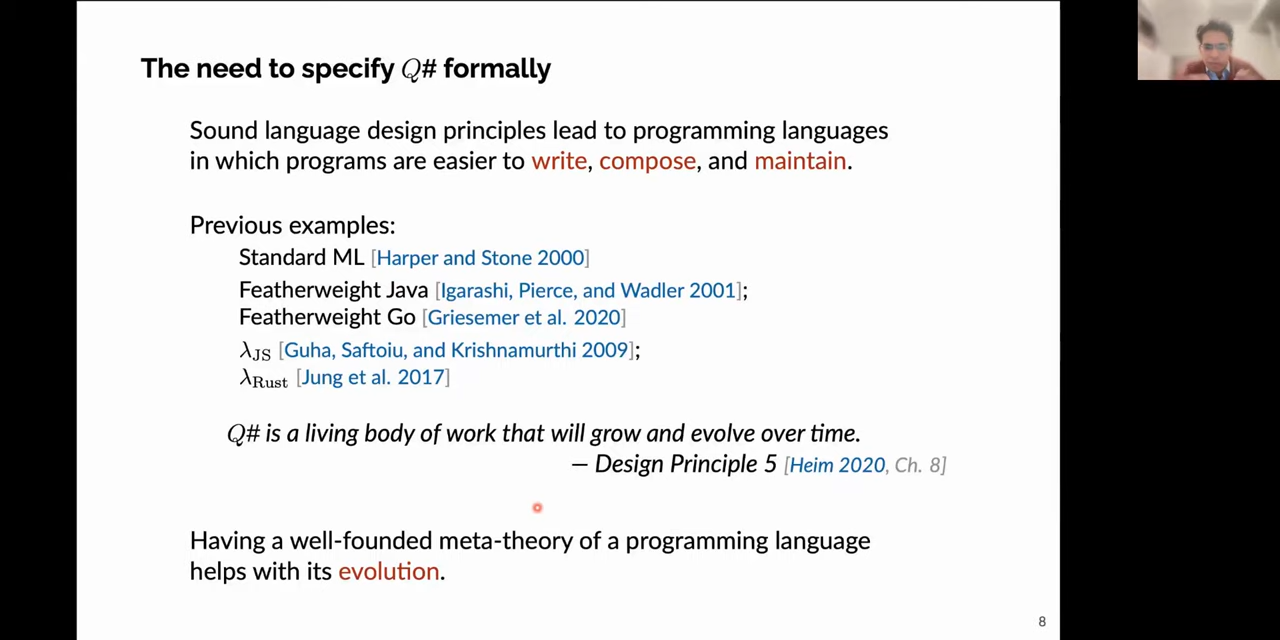 The need to specify Q# formally
Sound language design principles lead to programming languages
in which programs are easier to write, compose, and maintain.
Previous examples:
Standard ML [Harper and Stone 2000]
Featherweight Java [Igarashi, Pierce, and Wadler 2001];
Featherweight Go [Griesemer et al. 2020]
λJS [Guha, Saftoiu, and Krishnamurthi 2009];
λRust [Jung et al. 2017]
Q# is a living body of work that will grow and evolve over time.
— Design Principle 5 [Heim 2020, Ch. 8]
Having a well-founded meta-theory of a programming language
helps with its evolution.
8